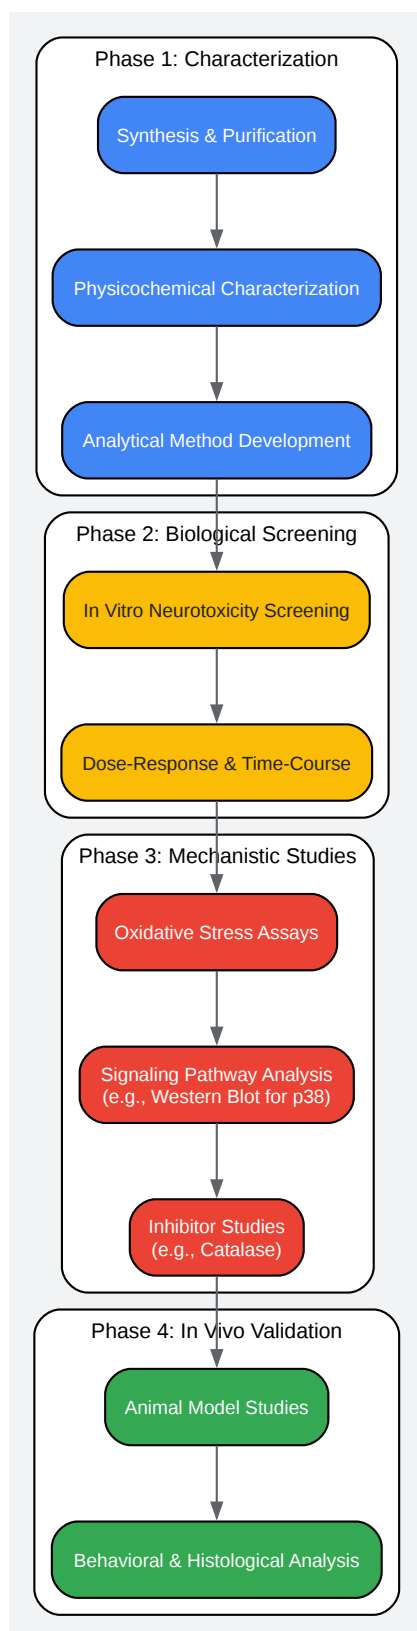 Phase 1: Characterization
Synthesis & Purification
Physicochemical Characterization
Analytical Method Development
Phase 2: Biological Screening
In Vitro Neurotoxicity Screening
Dose-Response & Time-Course
Phase 3: Mechanistic Studies
Oxidative Stress Assays
Signaling Pathway Analysis
(e.g., Western Blot for p38)
Inhibitor Studies
(e.g., Catalase)
Phase 4: In Vivo Validation
Animal Model Studies
Behavioral & Histological Analysis